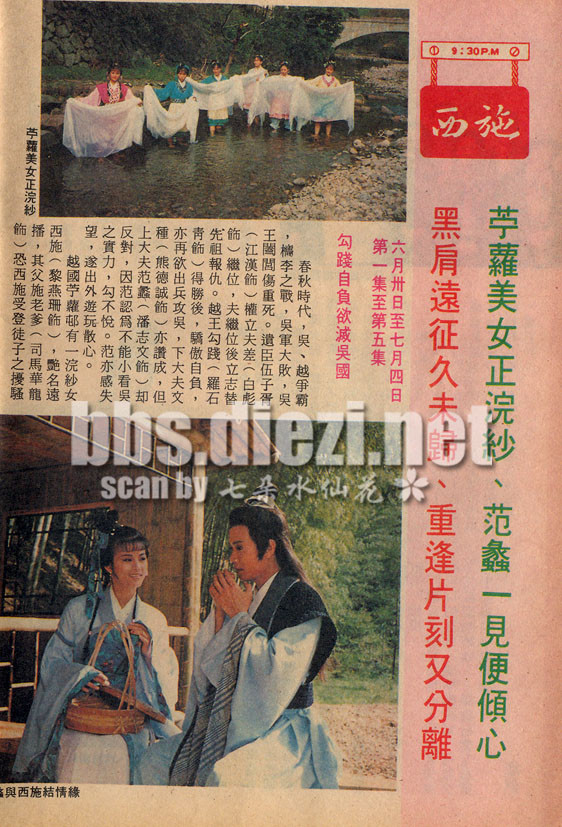 ① 9:30P.M ②
西施
苧蘿美女正浣紗、范蠡一見便傾心
黑肩遠征久未歸、重逢片刻又分離
苧蘿美女正浣紗
六月卅日至七月四日
第一集至第五集
勾踐自負欲滅吳國
春秋時代，吳、越爭霸
，檇李之戰，吳軍大敗，吳
王闔閭傷重死。遺臣伍子胥
（江漢飾）權立夫差（白彪
飾）繼位，夫繼位後立志替
先祖報仇。越王勾踐（羅石
靑飾）得勝後，驕傲自負，
亦再欲出兵攻吳，下大夫文
種（熊德誠飾）亦讚成，但
上大夫范蠡（潘志文飾）却
反對，因范認爲不能小看吳
之實力，勾不悅。范亦感失
望，遂出外遊玩散心。
越國苧蘿邨有一浣紗女
西施（黎燕珊飾），艷名遠
播，其父施老爹（司馬華龍
飾）恐西施受登徒子之擾騷
bbs.diezi.net
scan by 七朵水仙花
蠡與西施結情緣